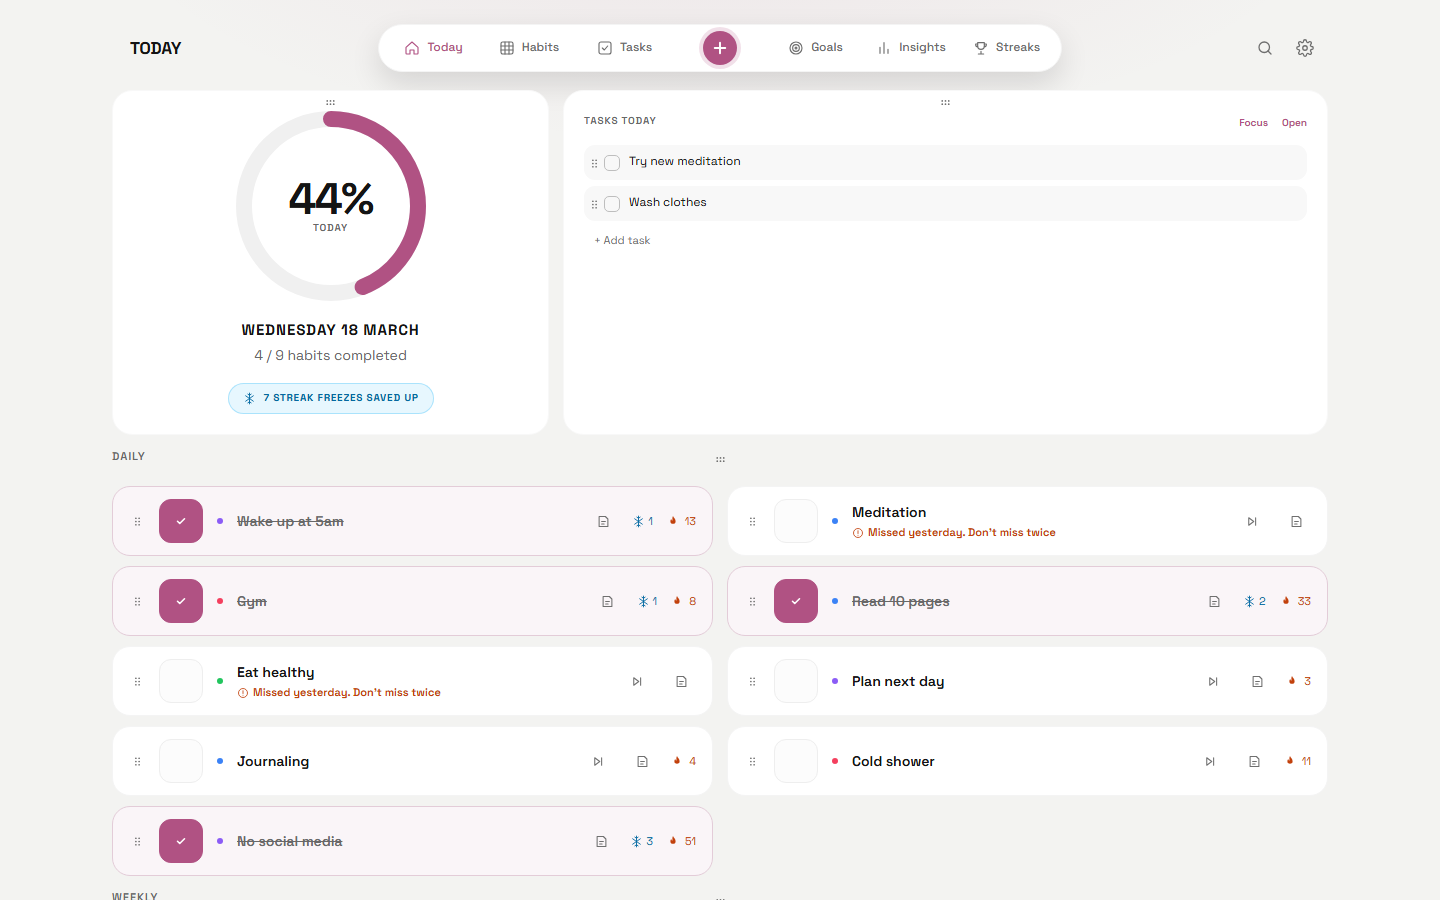 TODAY
Today
Habits
Tasks
Goals
Insights
Streaks
44%
TODAY
WEDNESDAY 18 MARCH
4 / 9 habits completed
7 STREAK FREEZES SAVED UP
TASKS TODAY
Focus
Open
Try new meditation
Wash clothes
+ Add task
DAILY
Wake up at 5am
1
13
Meditation
Missed yesterday. Don't miss twice
Gym
1
8
Read 10 pages
2
33
Eat healthy
Missed yesterday. Don't miss twice
Plan next day
3
Journaling
4
Cold shower
11
No social media
3
51
WEEKLY